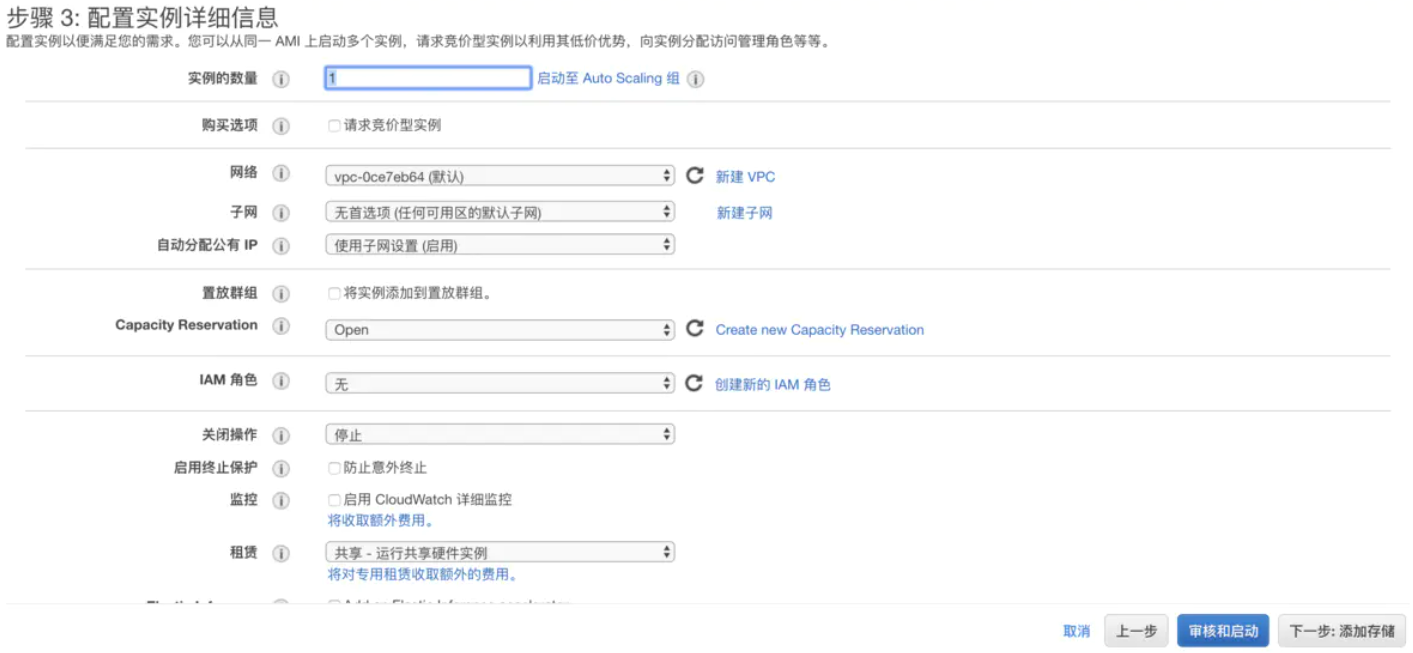 步骤 3: 配置实例详细信息
配置实例以便满足您的需求。您可以从同一 AMI 上启动多个实例，请求竞价型实例以利用其低价优势，向实例分配访问管理角色等等。
实例的数量 1 启动至 Auto Scaling 组
购买选项 请求竞价型实例
网络 vpc-0ce7eb64 (默认) 新建 VPC
子网 无首选项 (任何可用区的默认子网) 新建子网
自动分配公有 IP 使用子网设置 (启用)
置放群组 将实例添加到置放群组。
Capacity Reservation Open Create new Capacity Reservation
IAM 角色 无 创建新的 IAM 角色
关闭操作 停止
启用终止保护 防止意外终止
监控 启用 CloudWatch 详细监控
将收取额外费用。
租赁 共享 - 运行共享硬件实例
将对专用租赁收取额外的费用。
取消 上一步 审核和启动 下一步: 添加存储